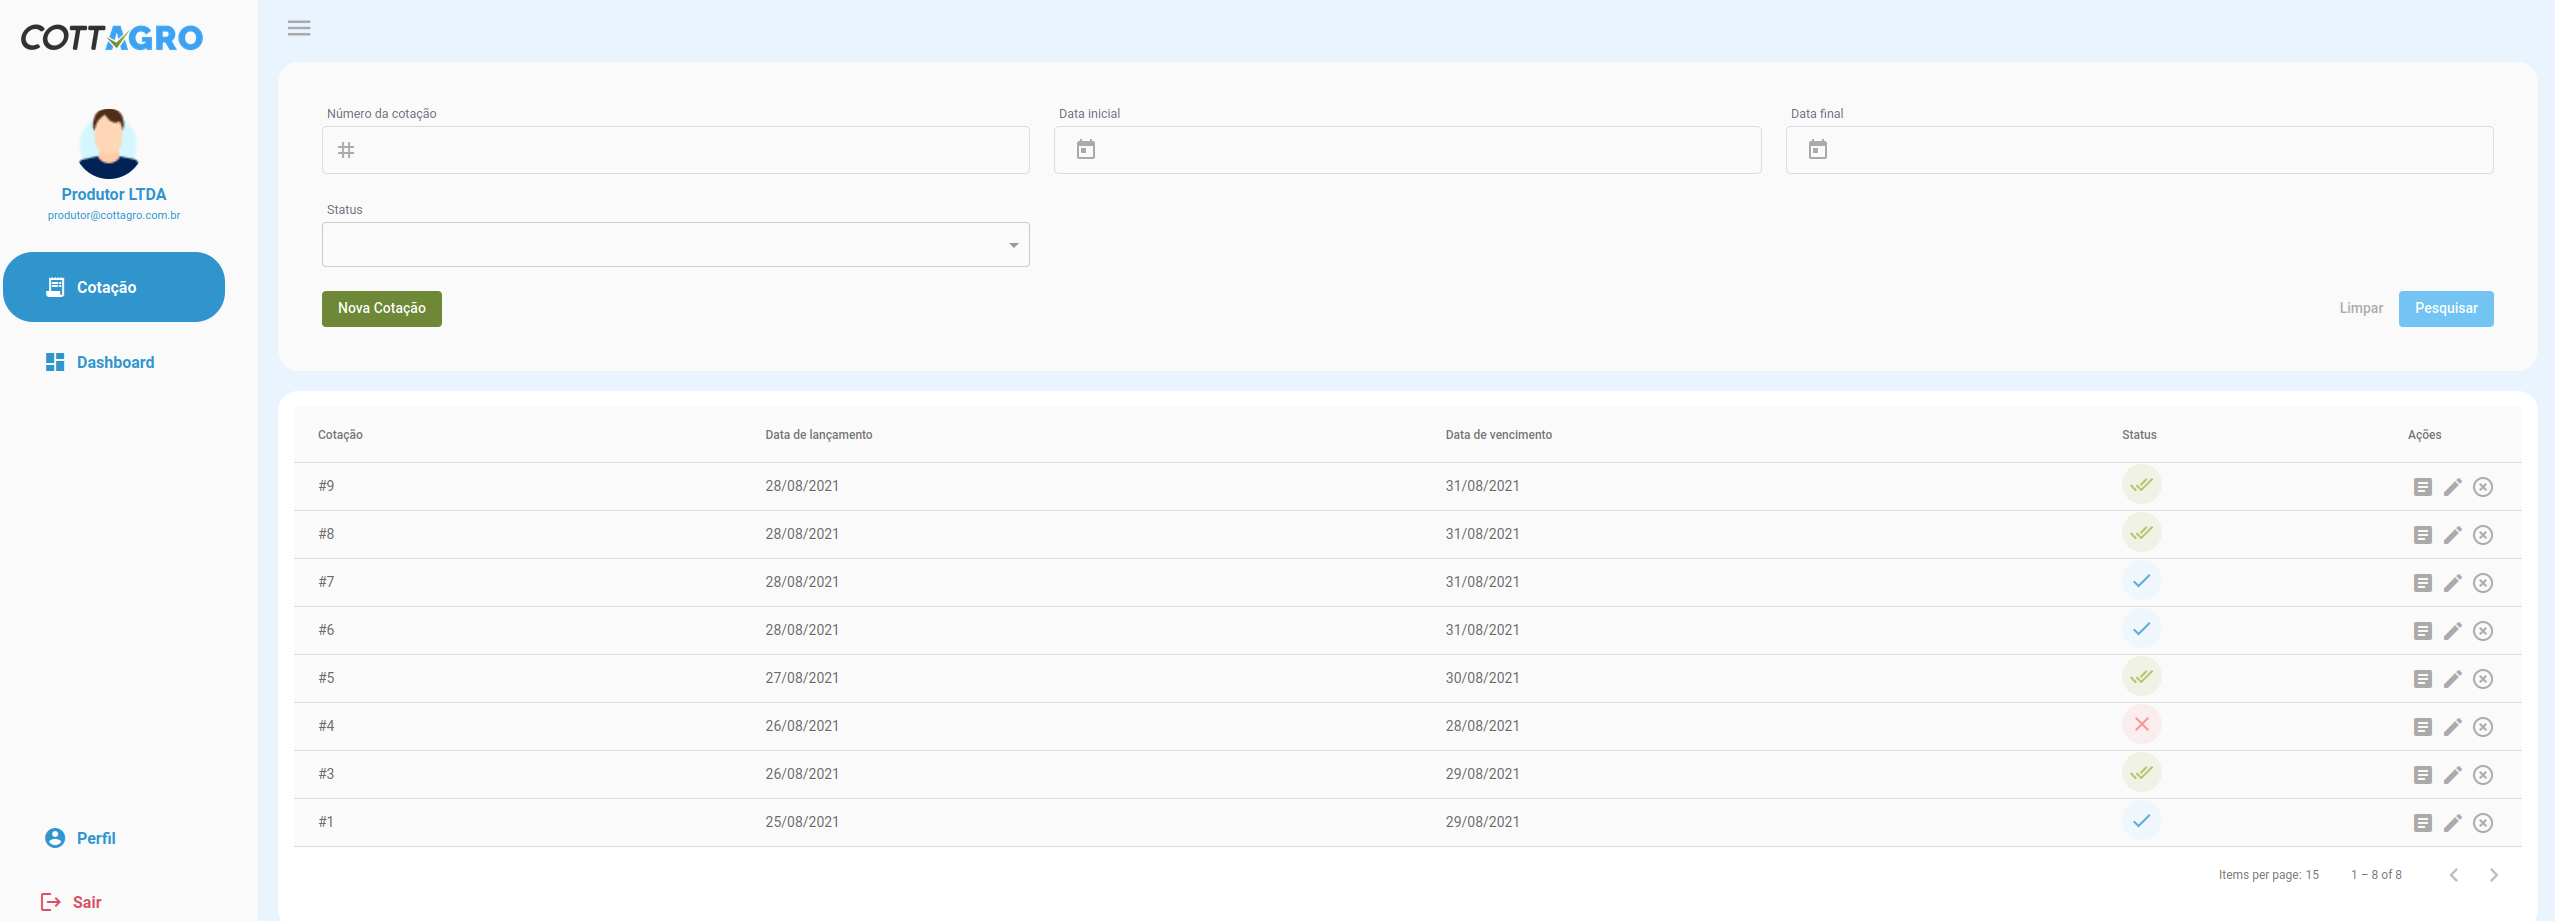 COTTAGRO
Produtor LTDA
produtor@cottagro.com.br
Cotação
Dashboard
Perfil
Sair
Número da cotação
Data inicial
Data final
Status
Nova Cotação
Limpar
Pesquisar
Cotação Data de lançamento Data de vencimento Status Ações
#9 28/08/2021 31/08/2021
#8 28/08/2021 31/08/2021
#7 28/08/2021 31/08/2021
#6 28/08/2021 31/08/2021
#5 27/08/2021 30/08/2021
#4 26/08/2021 28/08/2021
#3 26/08/2021 29/08/2021
#1 25/08/2021 29/08/2021
Items per page: 15 1 – 8 of 8